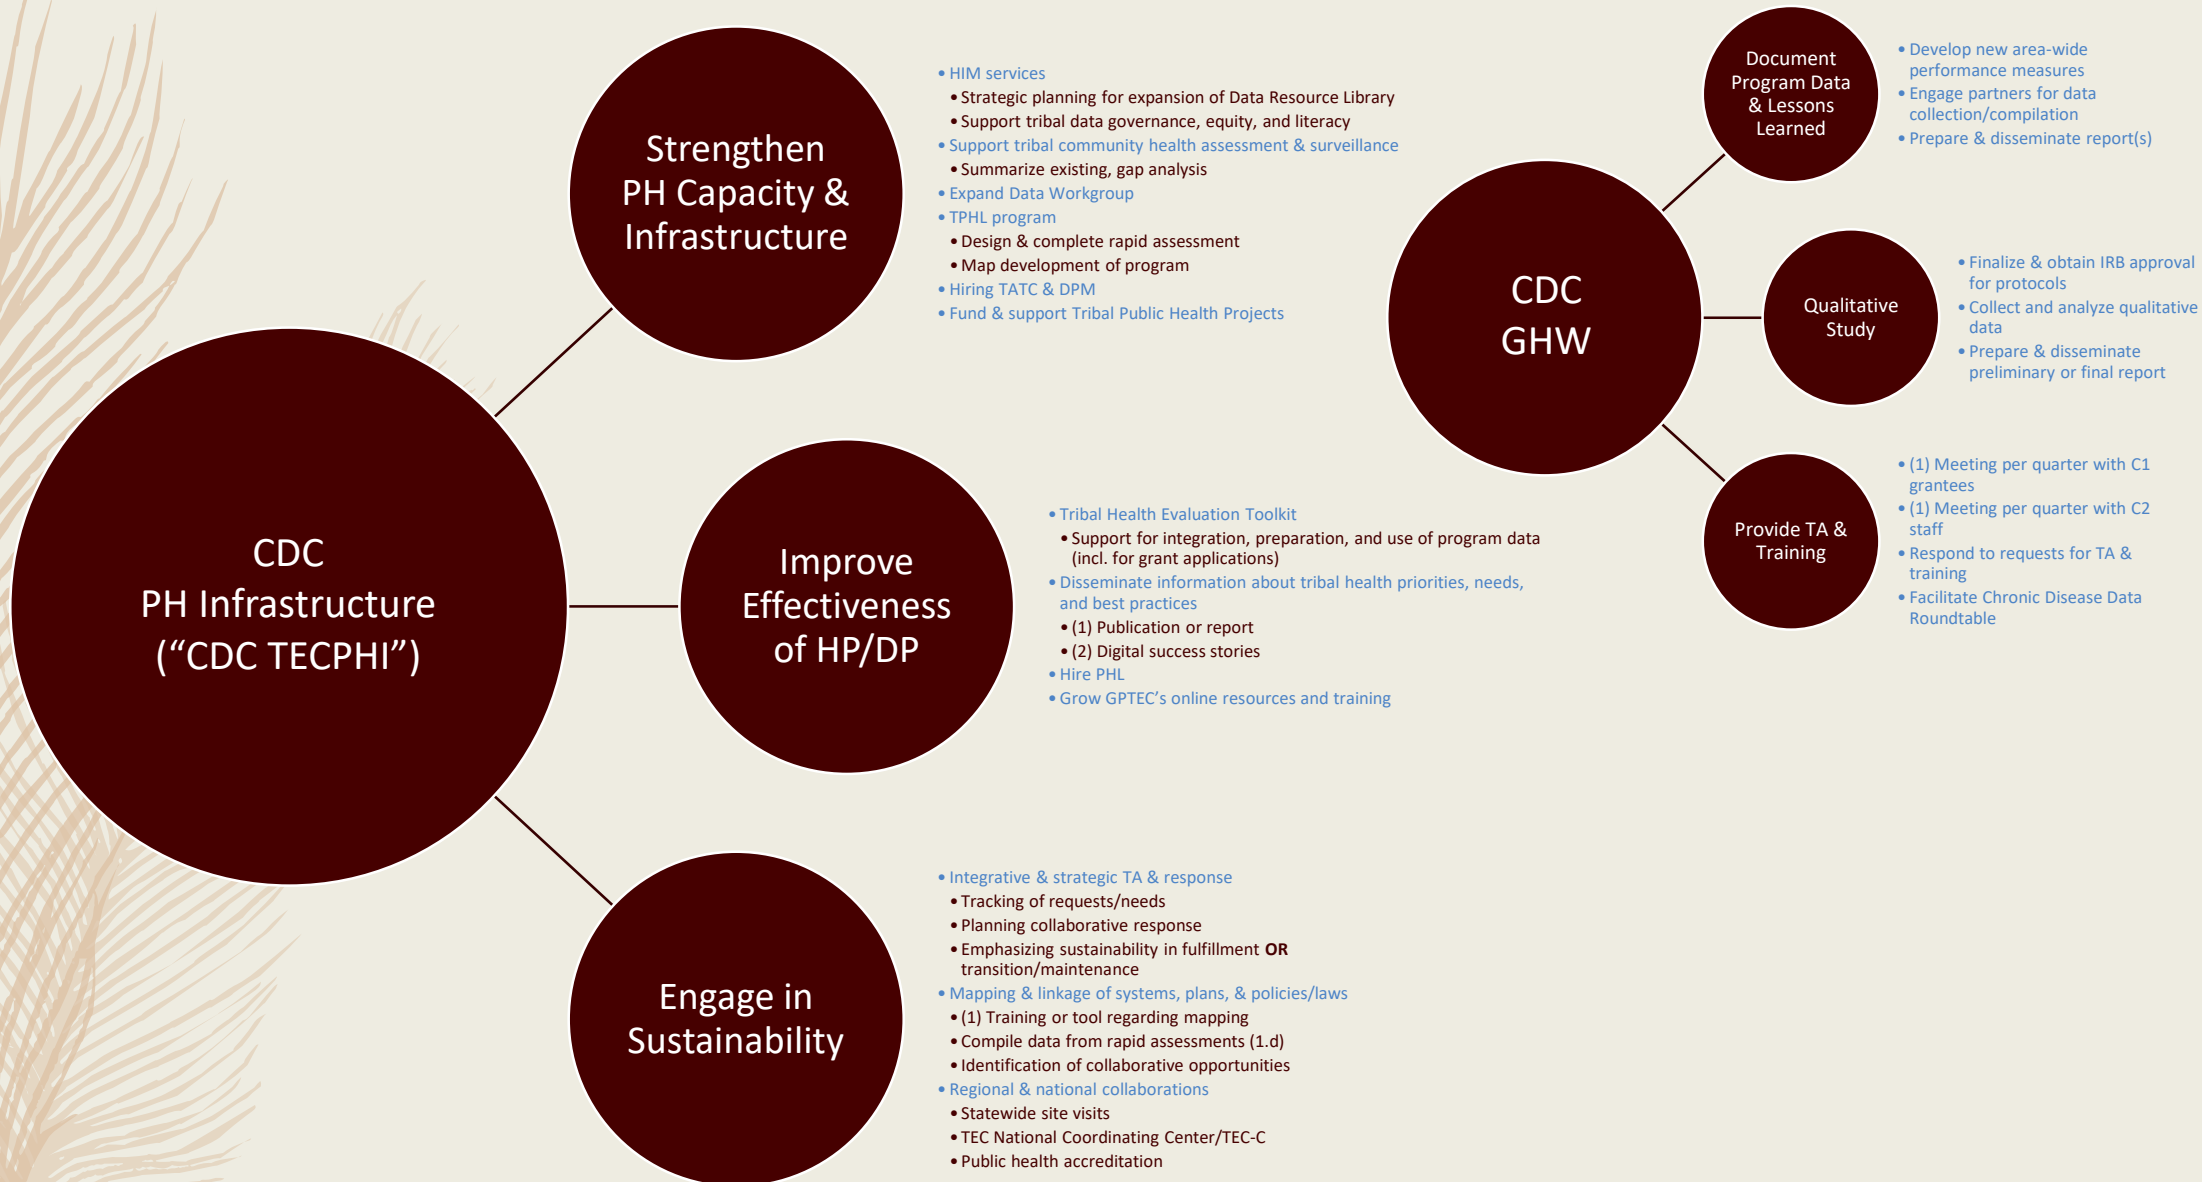 CDC
PH Infrastructure
(“CDC TECPHI”)
Strengthen
PH Capacity &
Infrastructure
• HIM services
• Strategic planning for expansion of Data Resource Library
• Support tribal data governance, equity, and literacy
• Support tribal community health assessment & surveillance
• Summarize existing, gap analysis
• Expand Data Workgroup
• TPHL program
• Design & complete rapid assessment
• Map development of program
• Hiring TATC & DPM
• Fund & support Tribal Public Health Projects
Improve
Effectiveness
of HP/DP
• Tribal Health Evaluation Toolkit
• Support for integration, preparation, and use of program data
(incl. for grant applications)
• Disseminate information about tribal health priorities, needs,
and best practices
• (1) Publication or report
• (2) Digital success stories
• Hire PHL
• Grow GPTEC’s online resources and training
Engage in
Sustainability
• Integrative & strategic TA & response
• Tracking of requests/needs
• Planning collaborative response
• Emphasizing sustainability in fulfillment OR
transition/maintenance
• Mapping & linkage of systems, plans, & policies/laws
• (1) Training or tool regarding mapping
• Compile data from rapid assessments (1.d)
• Identification of collaborative opportunities
• Regional & national collaborations
• Statewide site visits
• TEC National Coordinating Center/TEC-C
• Public health accreditation
CDC
GHW
Document
Program Data
& Lessons
Learned
• Develop new area-wide
performance measures
• Engage partners for data
collection/compilation
• Prepare & disseminate report(s)
Qualitative
Study
• Finalize & obtain IRB approval
for protocols
• Collect and analyze qualitative
data
• Prepare & disseminate
preliminary or final report
Provide TA &
Training
• (1) Meeting per quarter with C1
grantees
• (1) Meeting per quarter with C2
staff
• Respond to requests for TA &
training
• Facilitate Chronic Disease Data
Roundtable